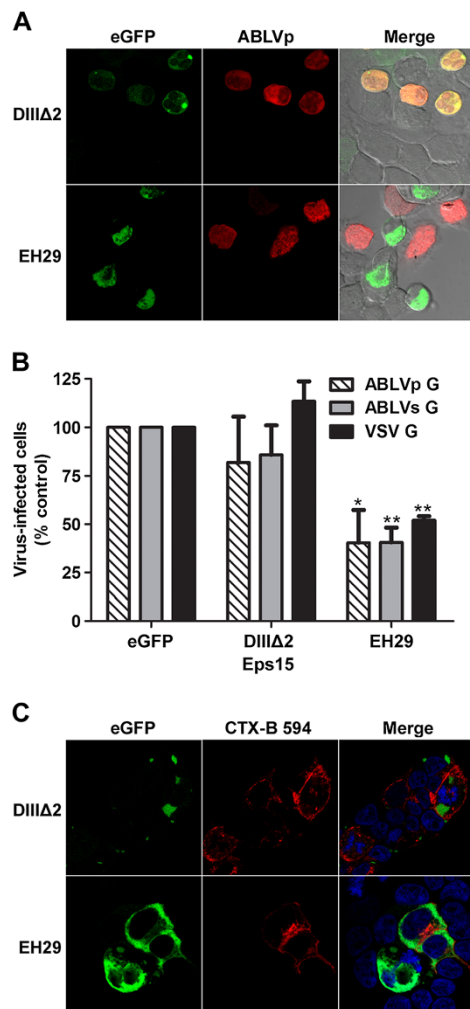 A
eGFP ABLVp Merge
DIIIΔ2
EH29
B
Virus-infected cells
(% control)
125
100
75
50
25
0
ABLVp G
ABLVs G
VSV G
* ** **
eGFP DIIIΔ2 EH29
Eps15
C
eGFP CTX-B 594 Merge
DIIIΔ2
EH29